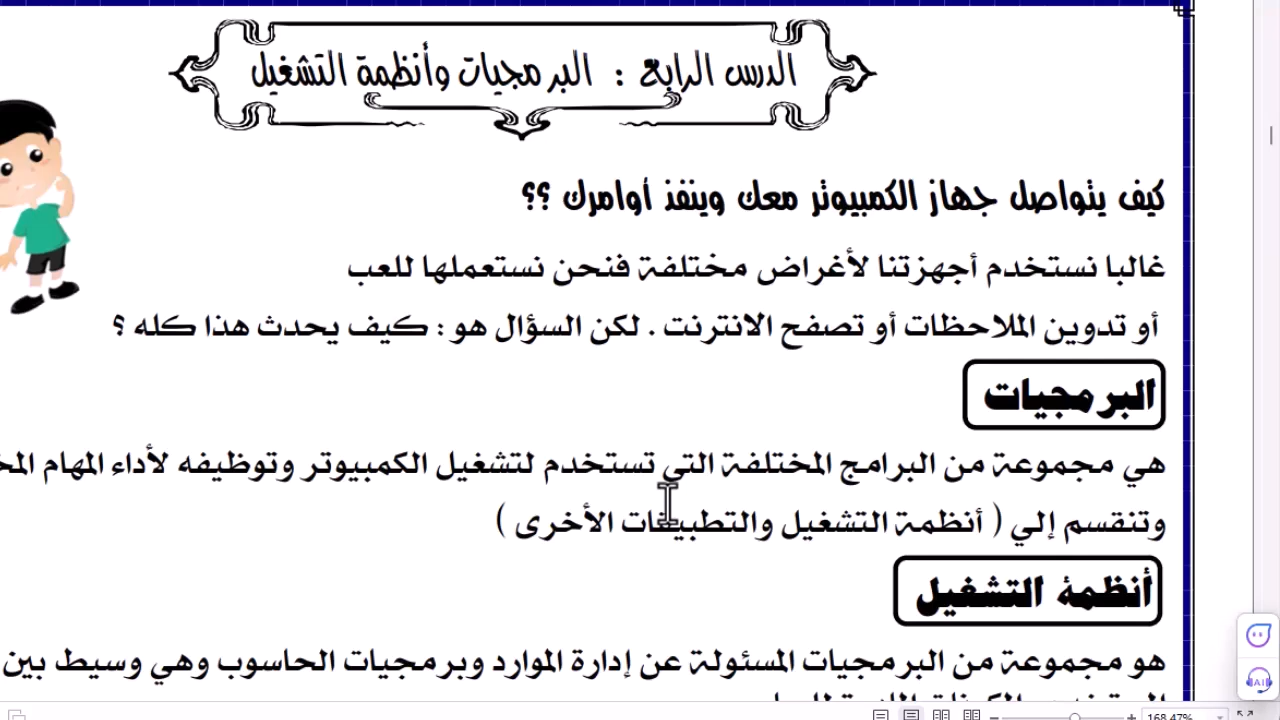 الدرس الرابع : البرمجيات وأنظمة التشغيل
كيف يتواصل جهاز الكمبيوتر معك وينفذ أوامرك ؟؟
غالبا نستخدم أجهزتنا لأغراض مختلفة فنحن نستعملها للعب
أو تدوين الملاحظات أو تصفح الانترنت . لكن السؤال هو : كيف يحدث هذا كله ؟
البرمجيات
هي مجموعة من البرامج المختلفة التي تستخدم لتشغيل الكمبيوتر وتوظيفه لأداء المهام
وتنقسم إلي ( أنظمة التشغيل والتطبيقات الأخرى )
أنظمة التشغيل
هو مجموعة من البرمجيات المسئولة عن إدارة الموارد وبرمجيات الحاسوب وهي وسيط بين
AI
168.47%